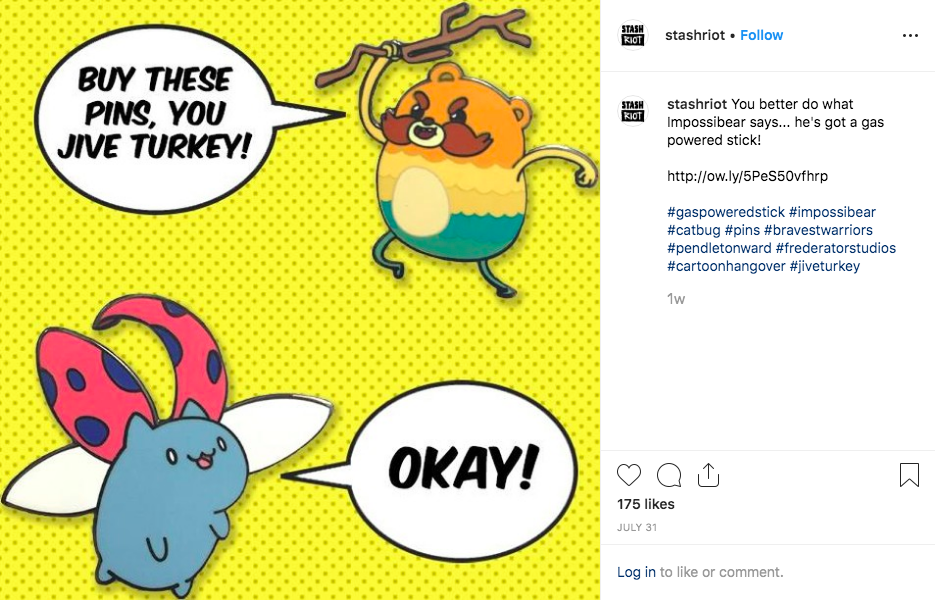 BUY THESE
PINS, YOU
JIVE TURKEY!
OKAY!
STASH
RIOT
stashriot • Follow
STASH
RIOT
stashriot You better do what
Impossibear says... he's got a gas
powered stick!
http://ow.ly/5PeS50vfhrp
#gaspoweredstick #impossibear
#catbug #pins #bravestwarriors
#pendletonward #frederatorstudios
#cartoonhangover #jiveturkey
1w
175 likes
JULY 31
Log in to like or comment.